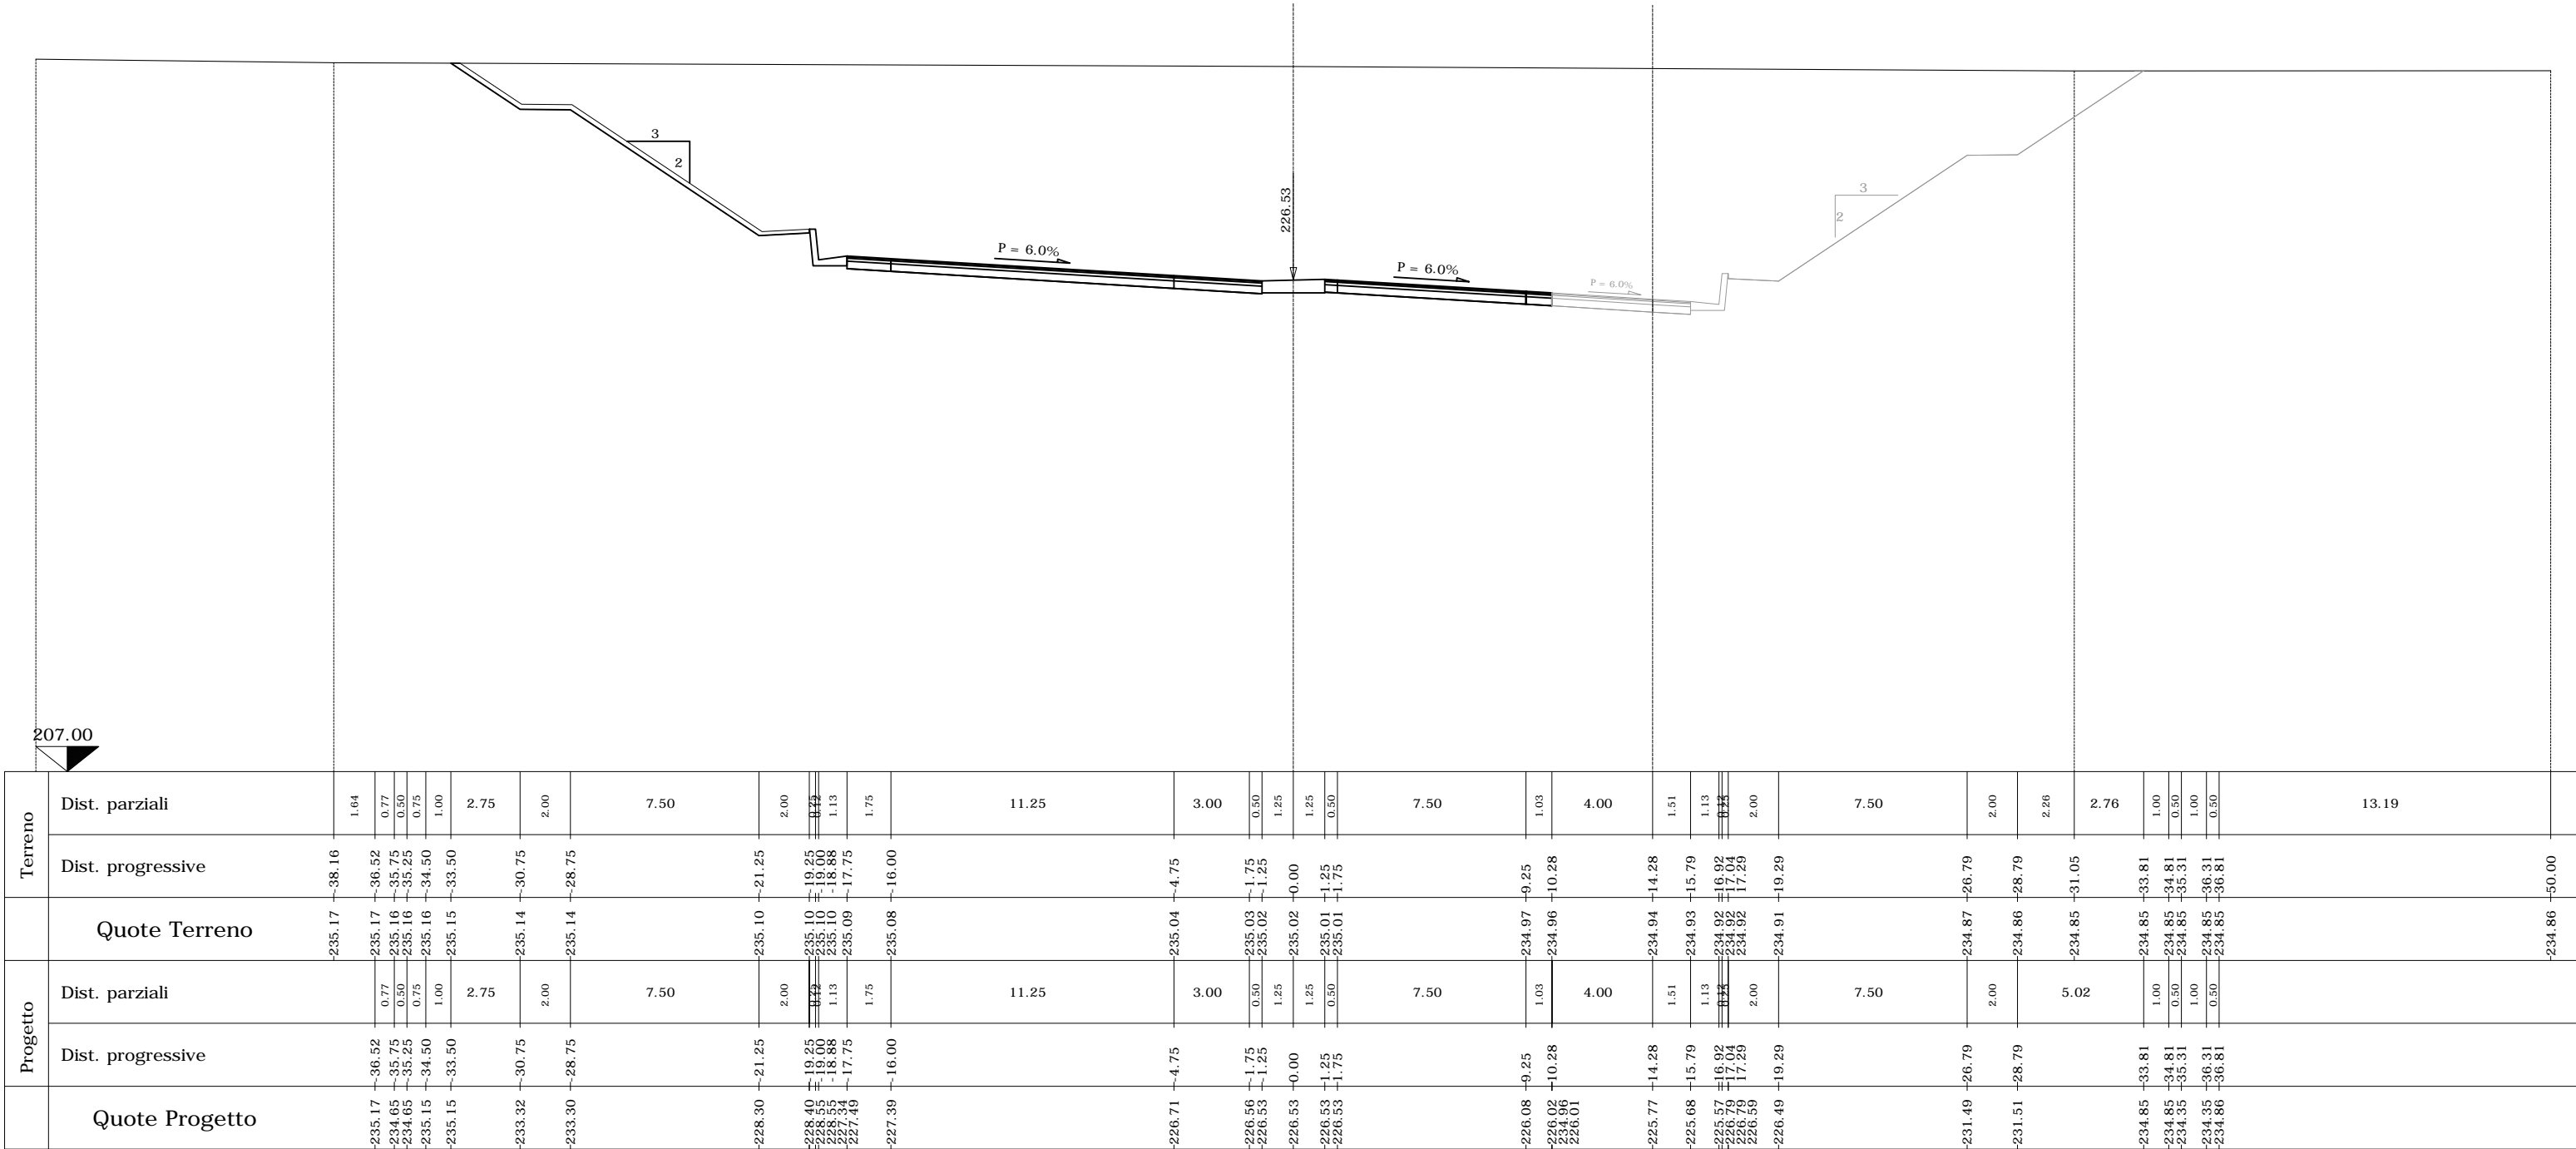 3
2
226.53
P = 6.0%
P = 6.0%
P = 6.0%
3
2
207.00
Terreno
Dist. parziali 1.64 0.77 0.50 0.75 1.00 2.75 2.00 7.50 2.00 0.25 0.12 1.13 1.75 11.25 3.00 0.50 1.25 1.25 0.50 7.50 1.03 4.00 1.51 1.13 0.12 0.25 2.00 7.50 2.00 2.26 2.76 1.00 0.50 1.00 0.50 13.19
Dist. progressive -38.16 -36.52 -35.75 -35.25 -34.50 -33.50 -30.75 -28.75 -21.25 -19.25 -19.00 -18.88 -17.75 -16.00 -4.75 -1.75 -1.25 0.00 1.25 1.75 9.25 10.28 14.28 15.79 16.92 17.04 17.29 19.29 26.79 28.79 31.05 33.81 34.81 35.31 36.31 36.81 50.00
Quote Terreno 235.17 235.17 235.16 235.16 235.16 235.15 235.14 235.14 235.10 235.10 235.10 235.10 235.09 235.08 235.04 235.03 235.02 235.02 235.01 235.01 234.97 234.96 234.94 234.93 234.92 234.92 234.92 234.91 234.87 234.86 234.85 234.85 234.85 234.85 234.85 234.85 234.86
Progetto
Dist. parziali 0.77 0.50 0.75 1.00 2.75 2.00 7.50 2.00 0.25 0.12 1.13 1.75 11.25 3.00 0.50 1.25 1.25 0.50 7.50 1.03 4.00 1.51 1.13 0.12 0.25 2.00 7.50 2.00 5.02 1.00 0.50 1.00 0.50
Dist. progressive -36.52 -35.75 -35.25 -34.50 -33.50 -30.75 -28.75 -21.25 -19.25 -19.00 -18.88 -17.75 -16.00 -4.75 -1.75 -1.25 0.00 1.25 1.75 9.25 10.28 14.28 15.79 16.92 17.04 17.29 19.29 26.79 28.79 33.81 34.81 35.31 36.31 36.81
Quote Progetto 235.17 234.65 234.65 235.15 235.15 233.32 233.30 228.30 228.40 228.55 228.55 227.34 227.49 227.39 226.71 226.56 226.53 226.53 226.53 226.53 226.08 226.02 234.96 226.01 225.77 225.68 225.57 226.79 226.79 226.59 226.49 231.49 231.51 234.85 234.85 234.35 234.35 234.86